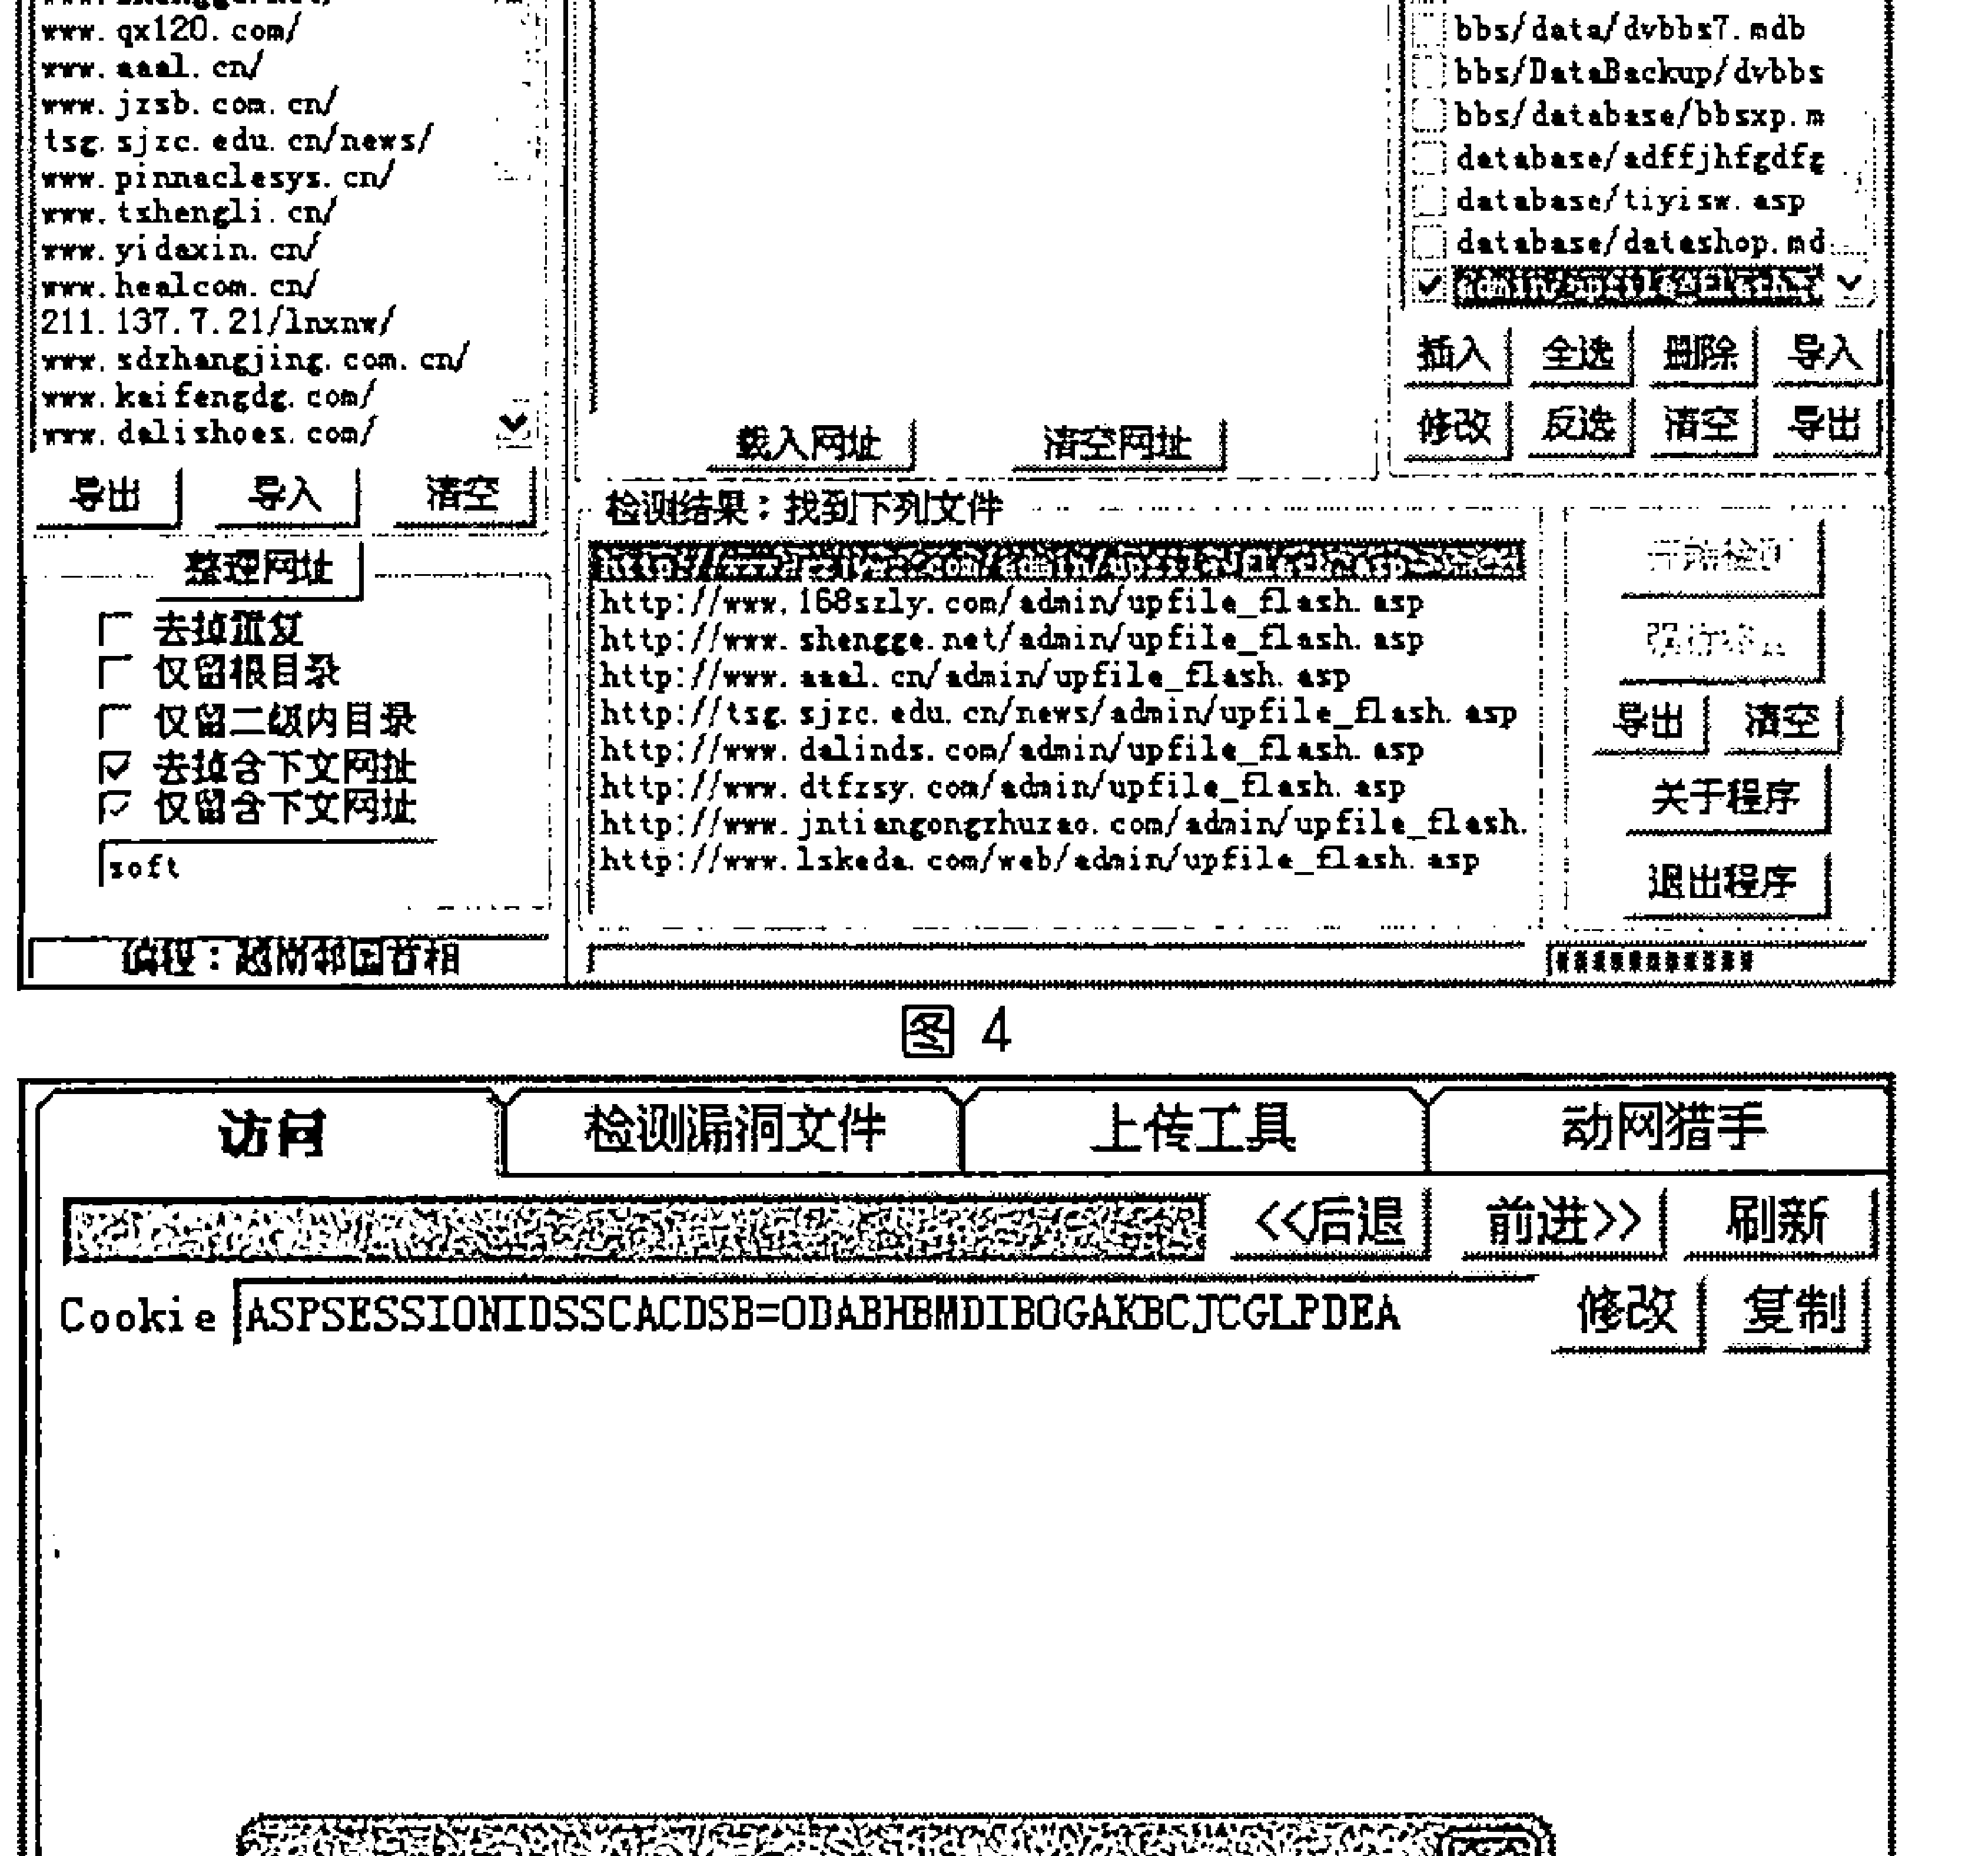 www.qx120.com/
www.aaal.cn/
www.jzsb.com.cn/
tsg.sjzc.edu.cn/news/
www.pinnaclesys.cn/
www.tshengli.cn/
www.yidaxin.cn/
www.healcom.cn/
211.137.7.21/lnxnw/
www.sdzhangjing.com.cn/
www.kaifengdg.com/
www.dalishoes.com/
导出 导入 清空
整理网址
去掉重复
仅留根目录
仅留二级内目录
去掉含下文网址
仅留含下文网址
soft
编程：越南邻国首相
载入网址 清空网址
bbs/data/dvbbs7.mdb
bbs/DataBackup/dvbbs
bbs/database/bbsxp.m
database/adffjhfgdfg
database/tiyisw.asp
database/datashop.md
admin/upfile_flash.
插入 全选 删除 导入
修改 反选 清空 导出
检测结果：找到下列文件
http://www.168szly.com/admin/upfile_flash.asp
http://www.shengge.net/admin/upfile_flash.asp
http://www.aaal.cn/admin/upfile_flash.asp
http://tsg.sjzc.edu.cn/news/admin/upfile_flash.asp
http://www.dalinds.com/admin/upfile_flash.asp
http://www.dtfzsy.com/admin/upfile_flash.asp
http://www.jntiangongzhuzao.com/admin/upfile_flash.
http://www.lskeda.com/web/admin/upfile_flash.asp
导出 清空
关于程序
退出程序
图 4
访问 检测漏洞文件 上传工具 动网猎手
<<后退 前进>> 刷新
Cookie ASPSESSIONIDSSCACDSB=ODABHBMDIBOGAKBCJCGLPDEA 修改 复制